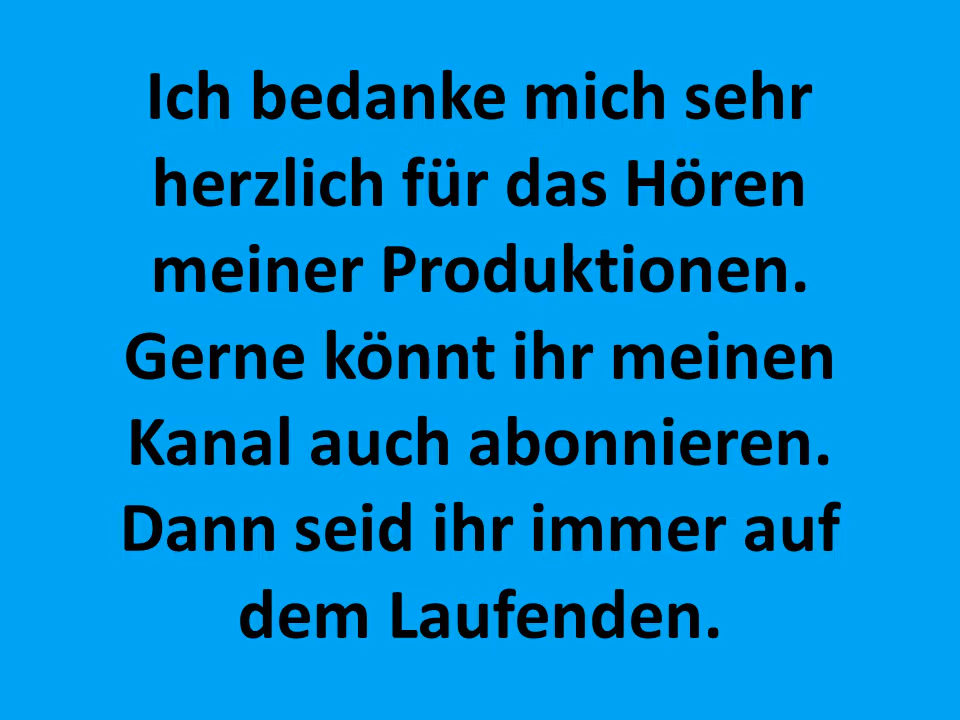 Ich bedanke mich sehr
herzlich für das Hören
meiner Produktionen.
Gerne könnt ihr meinen
Kanal auch abonnieren.
Dann seid ihr immer auf
dem Laufenden.